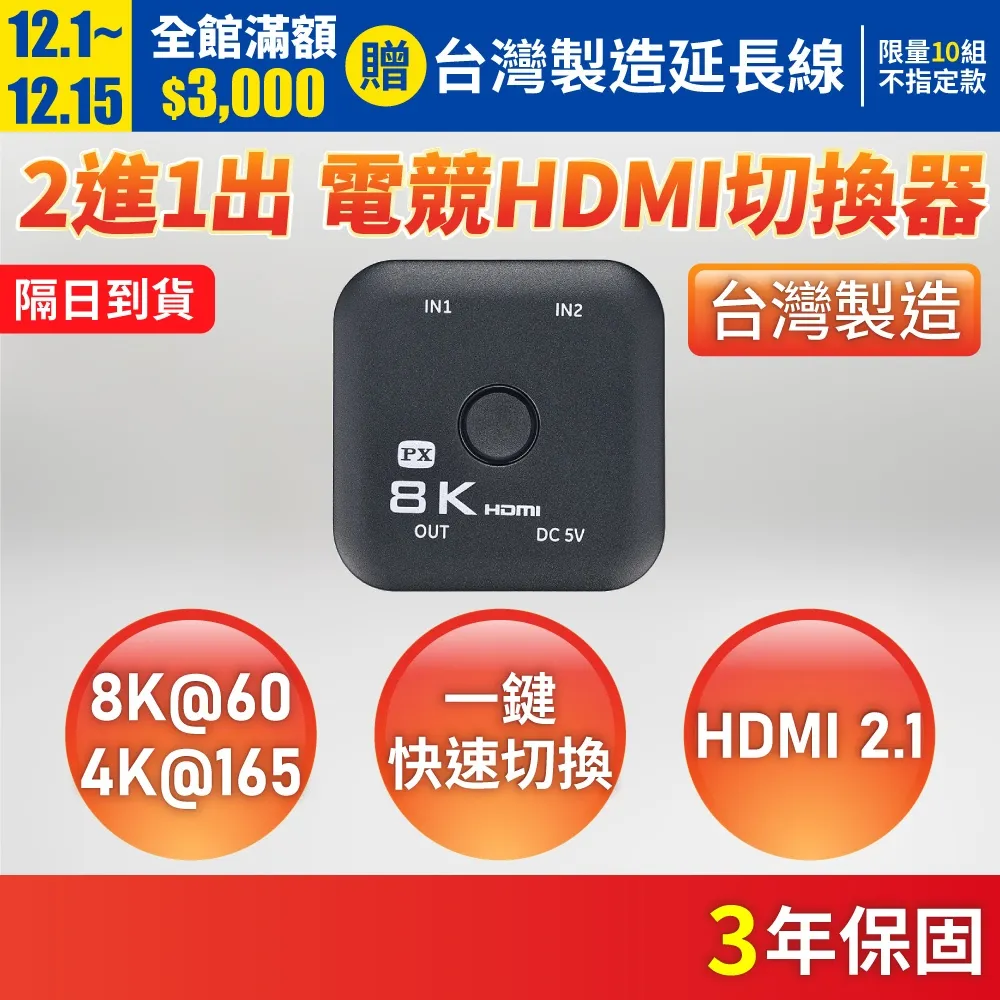 12.1~
12.15
全館滿額
$3,000
贈
台灣製造延長線
限量10組
不指定款
2進1出 電競HDMI切換器
隔日到貨
台灣製造
IN1 IN2
PX
8K HDMI
OUT DC 5V
8K@60
4K@165
一鍵
快速切換
HDMI 2.1
3年保固